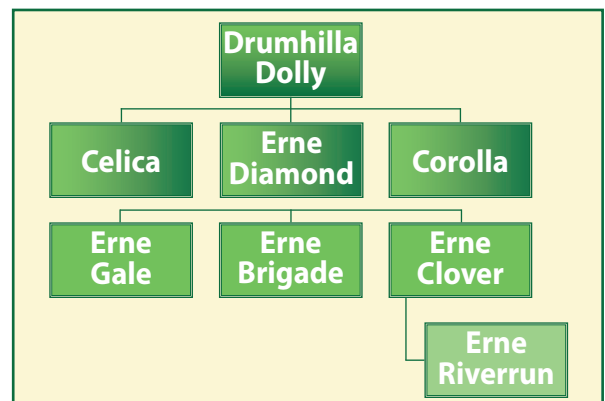 Drumhilla
Dolly
Celica
Erne
Diamond
Corolla
Erne
Gale
Erne
Brigade
Erne
Clover
Erne
Riverrun